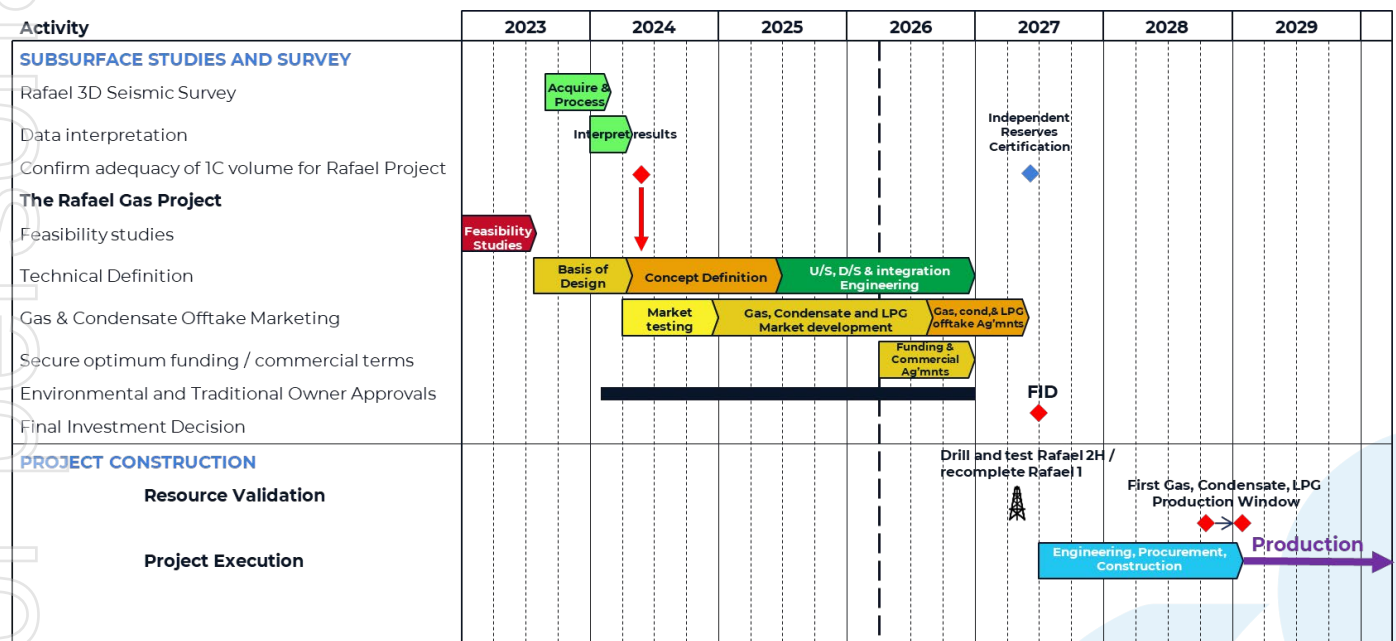 Activity 2023 2024 2025 2026 2027 2028 2029
SUBSURFACE STUDIES AND SURVEY
Rafael 3D Seismic Survey
Acquire &
Process
Data interpretation
Interpret results
Independent
Reserves
Certification
Confirm adequacy of 1C volume for Rafael Project
The Rafael Gas Project
Feasibility studies
Feasibility
Studies
Technical Definition
Basis of
Design
Concept Definition
U/S, D/S & integration
Engineering
Gas & Condensate Offtake Marketing
Market
testing
Gas, Condensate and LPG
Market development
Gas, cond,& LPG
offtake Ag'mnts
Secure optimum funding / commercial terms
Funding &
Commercial
Ag'mnts
Environmental and Traditional Owner Approvals
FID
Final Investment Decision
PROJECT CONSTRUCTION
Drill and test Rafael 2H /
recomplete Rafael 1
Resource Validation
First Gas, Condensate, LPG
Production Window
Project Execution
Engineering, Procurement,
Construction
Production